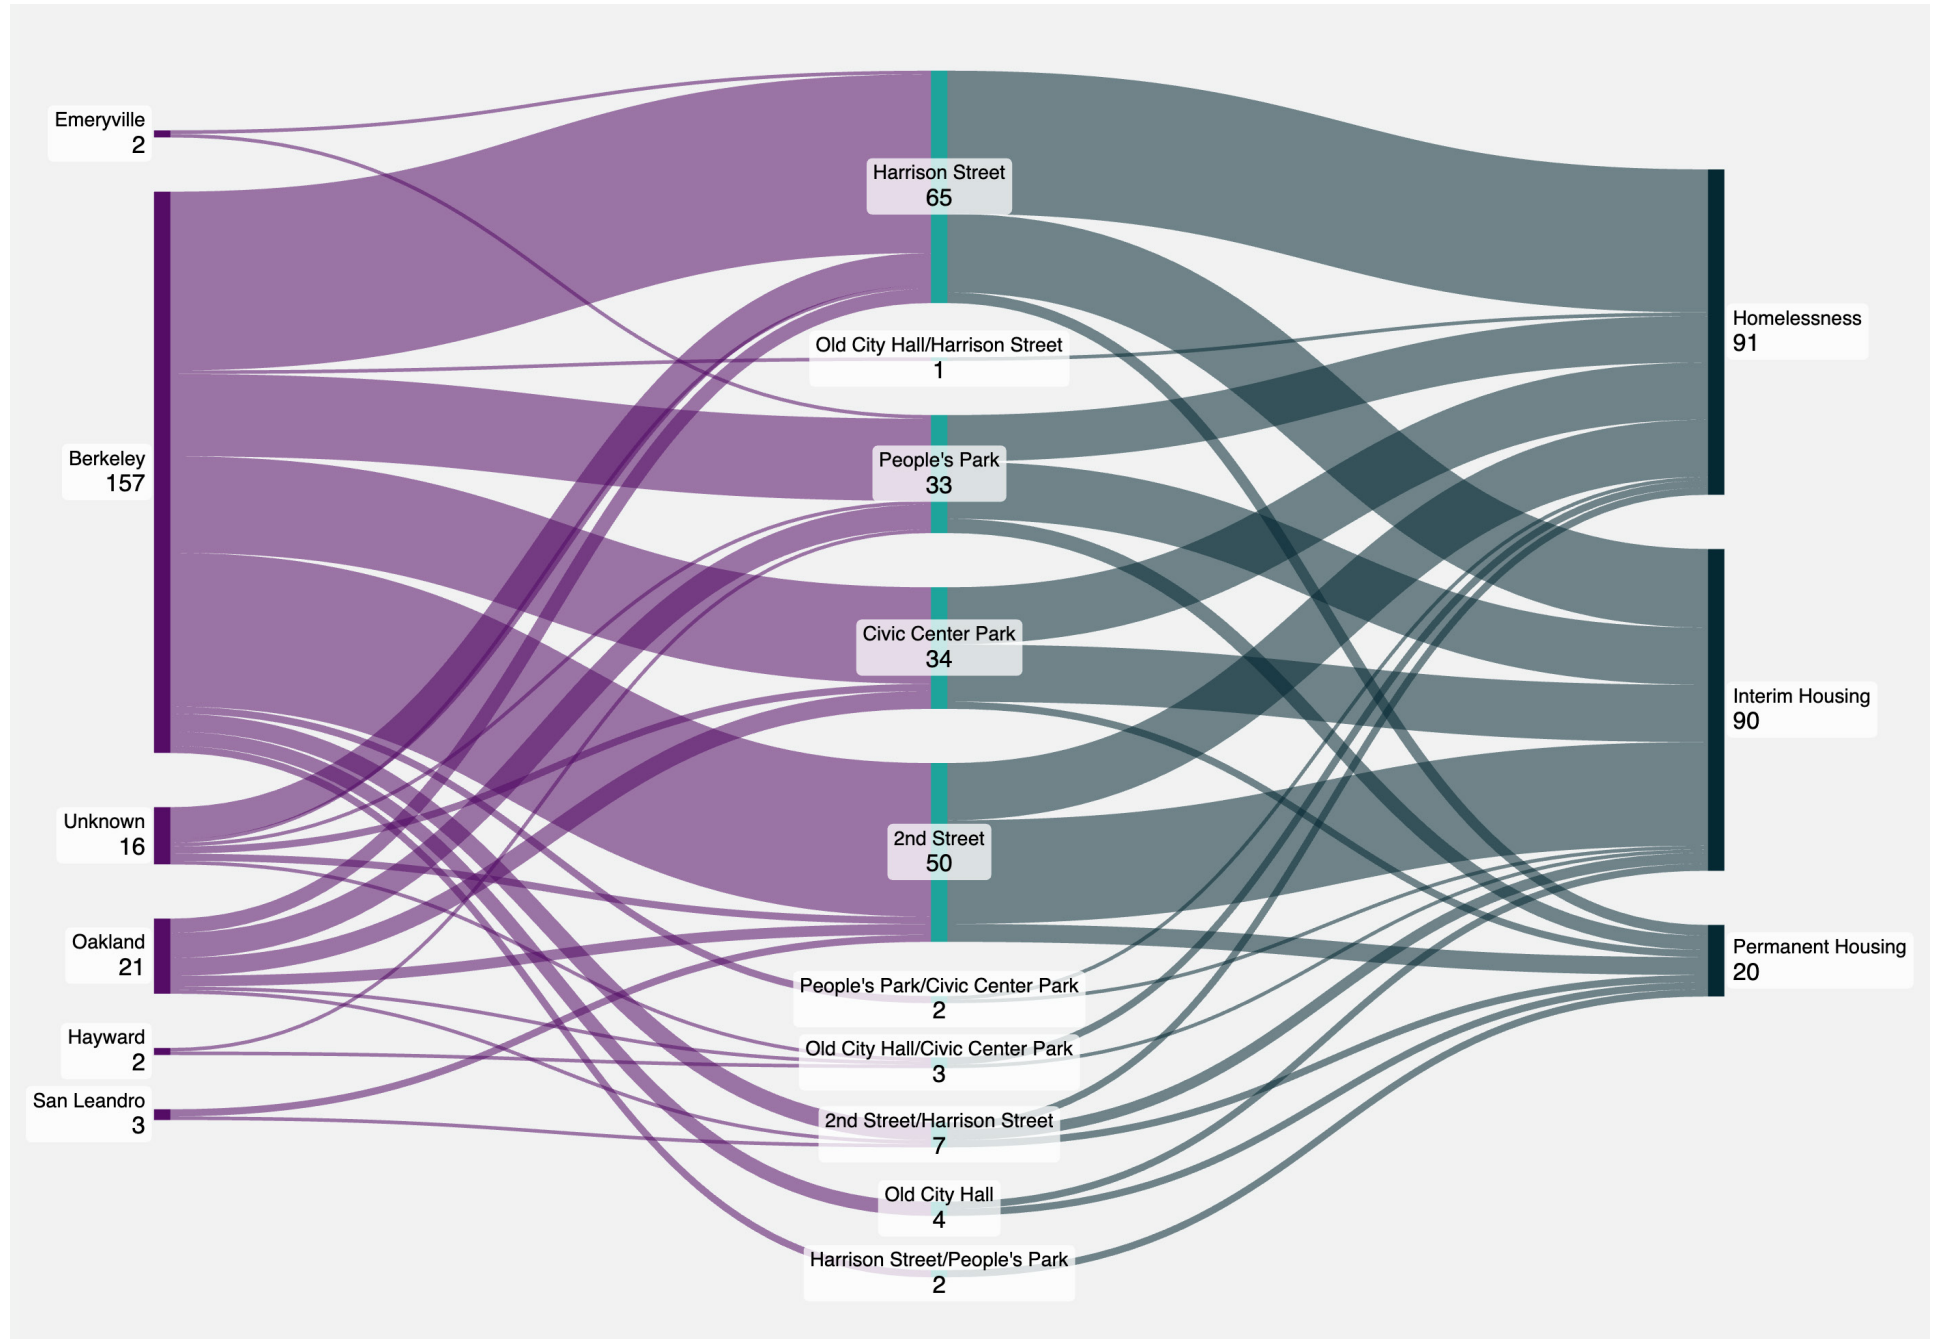 Emeryville
2
Berkeley
157
Unknown
16
Oakland
21
Hayward
2
San Leandro
3
Harrison Street
65
Old City Hall/Harrison Street
1
People's Park
33
Civic Center Park
34
2nd Street
50
People's Park/Civic Center Park
2
Old City Hall/Civic Center Park
3
2nd Street/Harrison Street
7
Old City Hall
4
Harrison Street/People's Park
2
Homelessness
91
Interim Housing
90
Permanent Housing
20